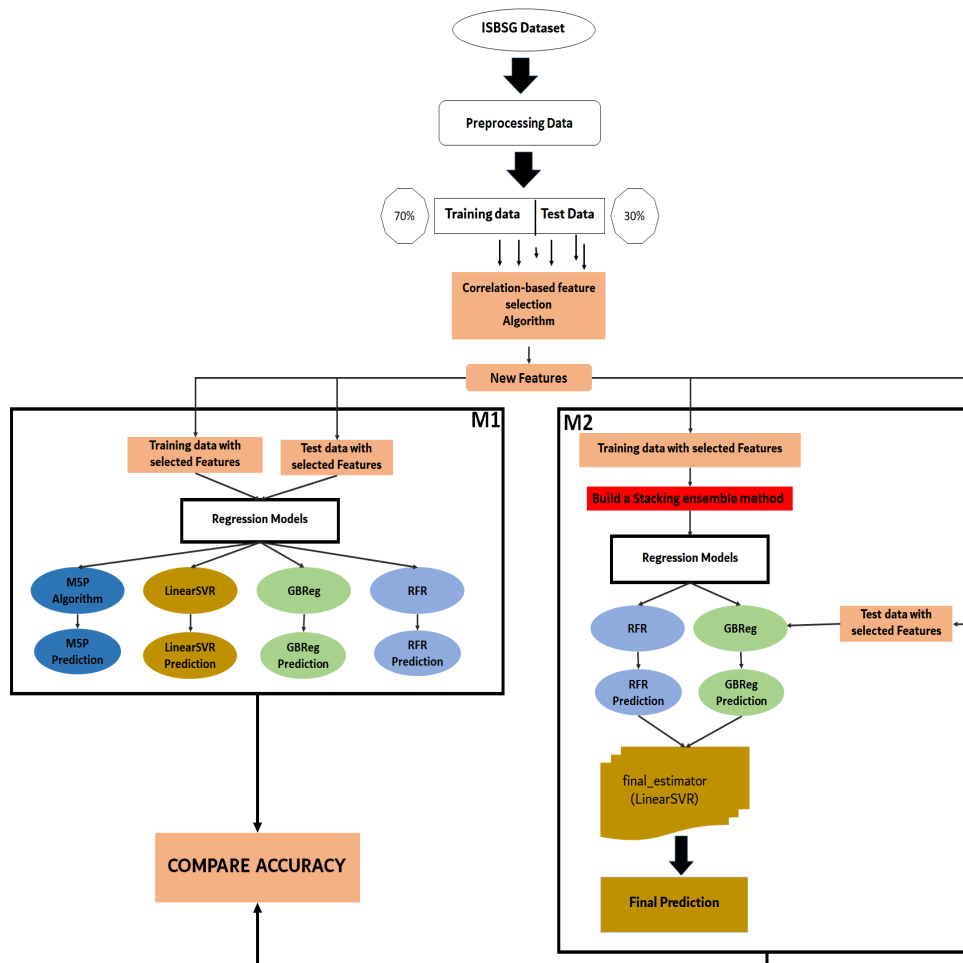 ISBSG Dataset
Preprocessing Data
70%
Training data
Test Data
30%
Correlation-based feature
selection
Algorithm
New Features
M1
Training data with
selected Features
Test data with
selected Features
Regression Models
M5P
Algorithm
LinearSVR
GBReg
RFR
M5P
Prediction
LinearSVR
Prediction
GBReg
Prediction
RFR
Prediction
COMPARE ACCURACY
M2
Training data with selected Features
Build a Stacking ensemble method
Regression Models
RFR
GBReg
Test data with
selected Features
RFR
Prediction
GBReg
Prediction
final_estimator
(LinearSVR)
Final Prediction